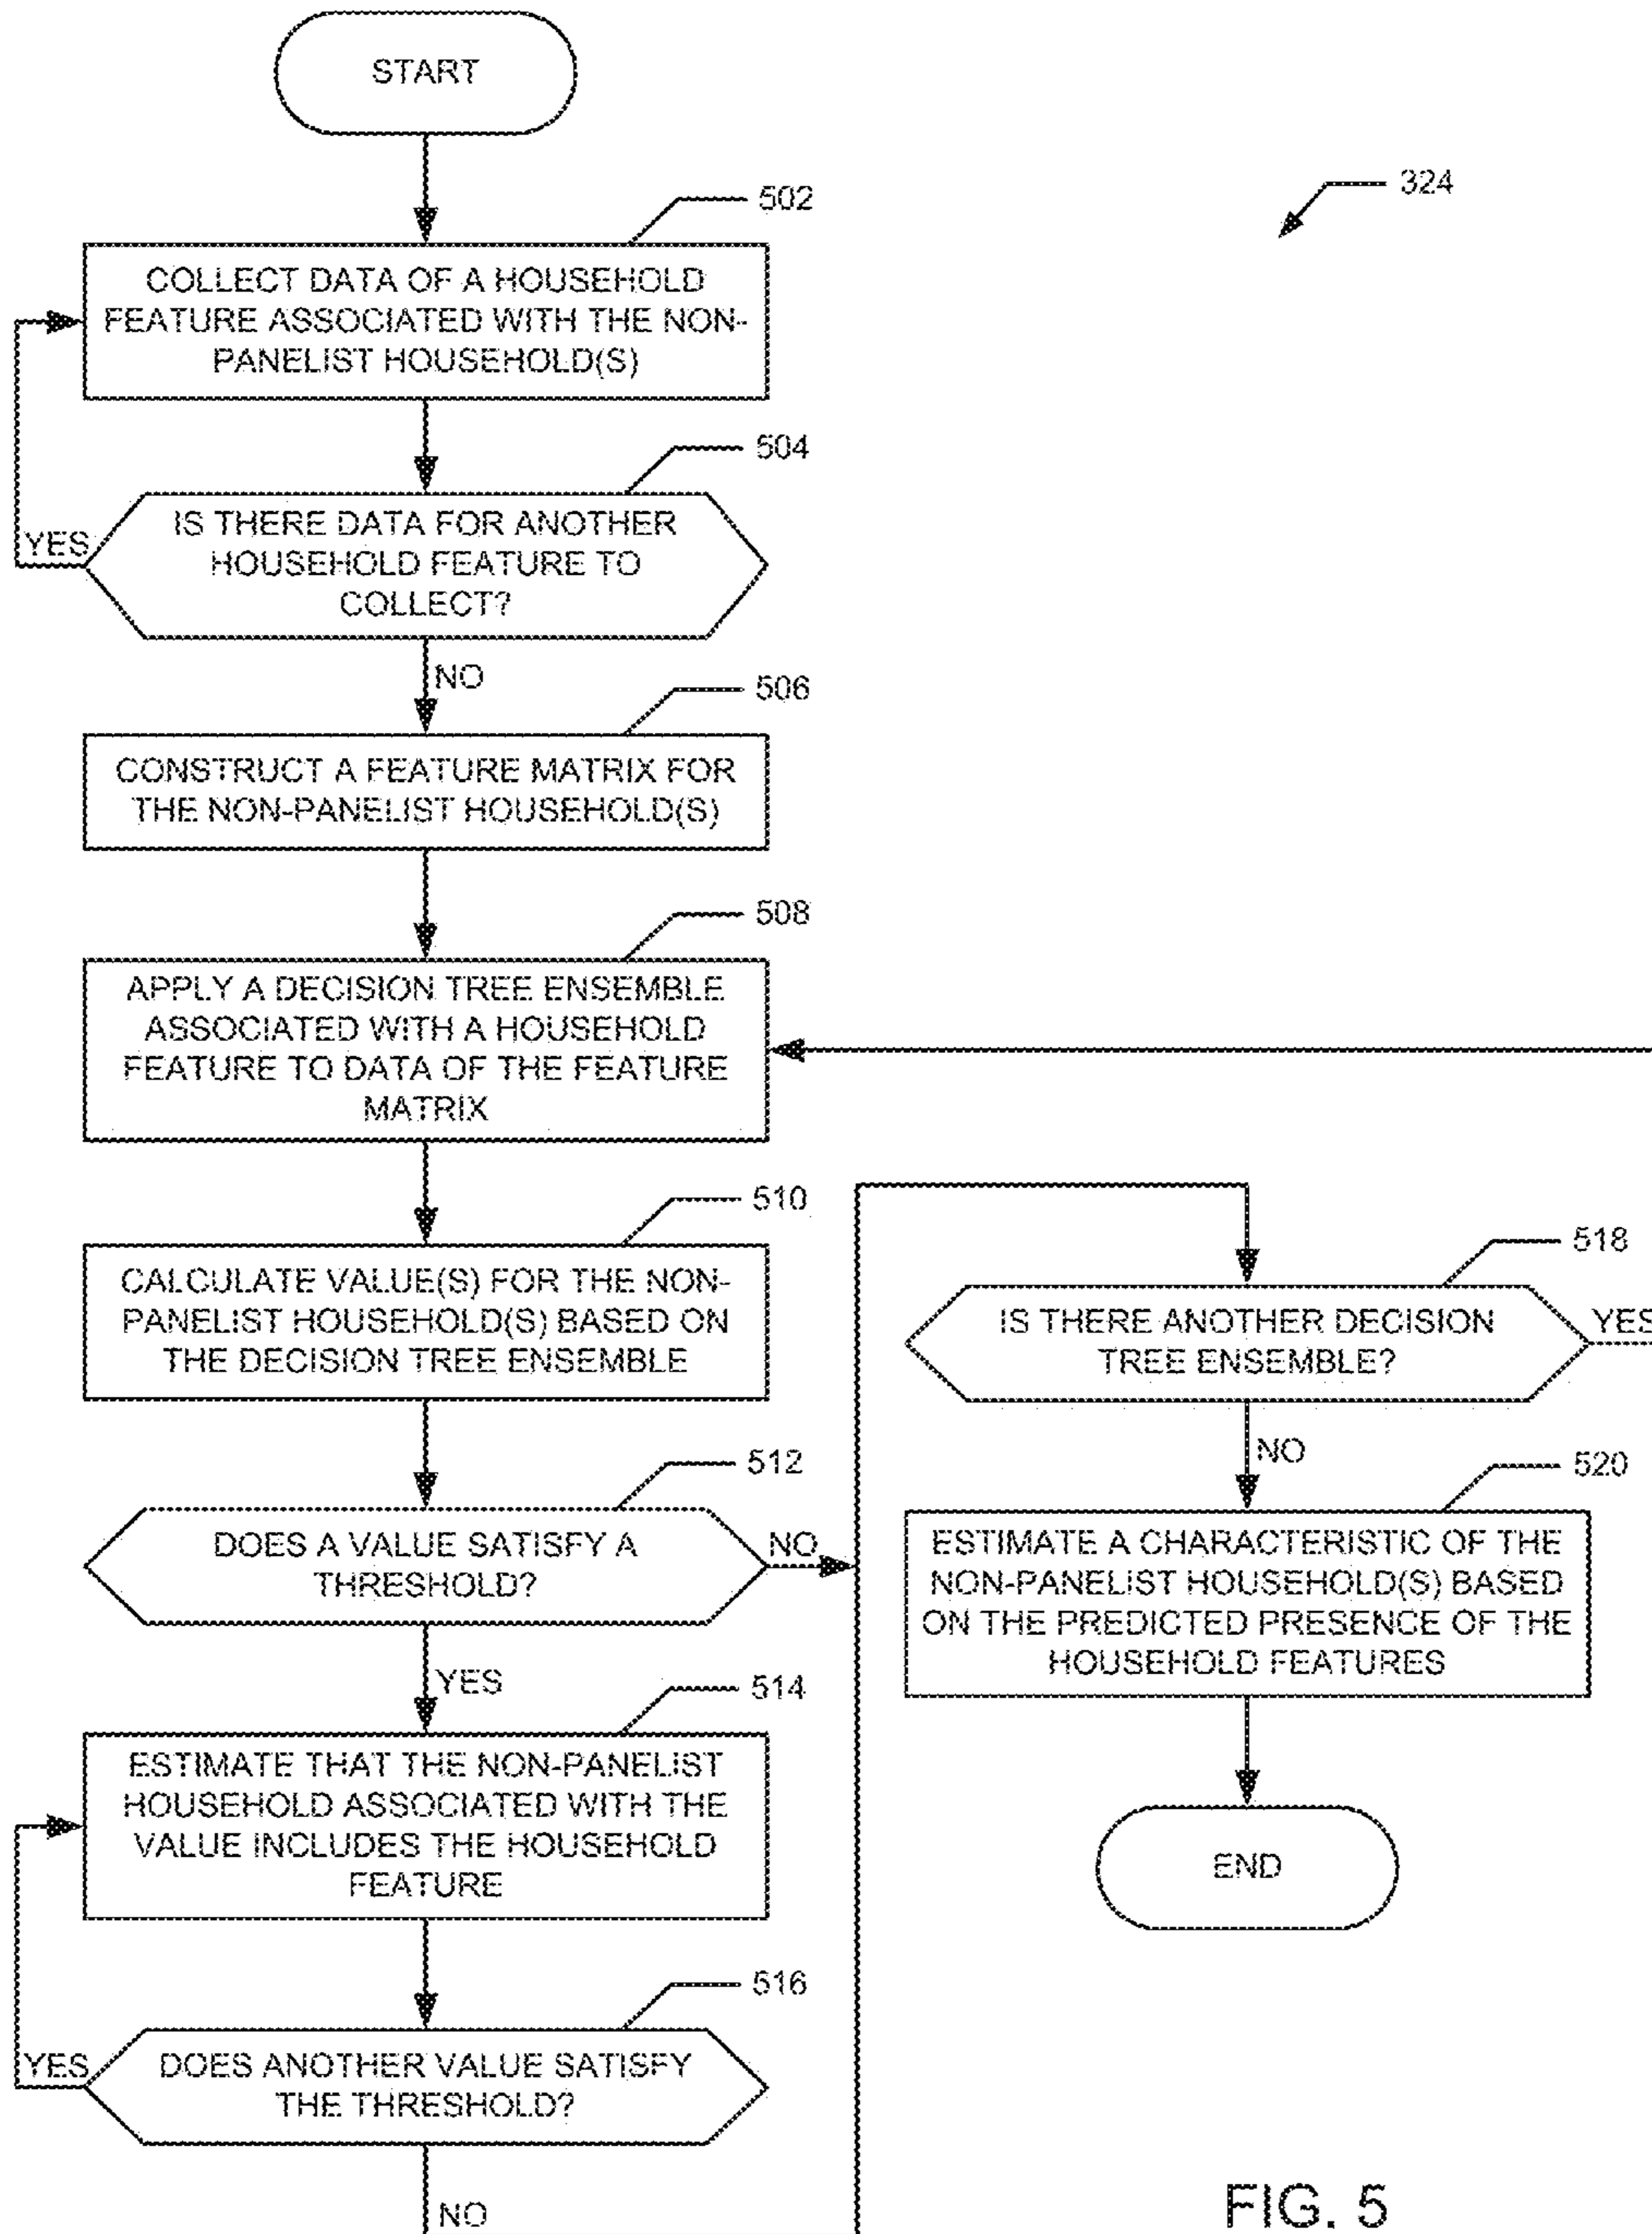 START
324
502
COLLECT DATA OF A HOUSEHOLD
FEATURE ASSOCIATED WITH THE NON-
PANELIST HOUSEHOLD(S)
504
IS THERE DATA FOR ANOTHER
HOUSEHOLD FEATURE TO
COLLECT?
YES
NO
506
CONSTRUCT A FEATURE MATRIX FOR
THE NON-PANELIST HOUSEHOLD(S)
508
APPLY A DECISION TREE ENSEMBLE
ASSOCIATED WITH A HOUSEHOLD
FEATURE TO DATA OF THE FEATURE
MATRIX
510
CALCULATE VALUE(S) FOR THE NON-
PANELIST HOUSEHOLD(S) BASED ON
THE DECISION TREE ENSEMBLE
512
DOES A VALUE SATISFY A
THRESHOLD?
NO
YES
514
ESTIMATE THAT THE NON-PANELIST
HOUSEHOLD ASSOCIATED WITH THE
VALUE INCLUDES THE HOUSEHOLD
FEATURE
516
DOES ANOTHER VALUE SATISFY
THE THRESHOLD?
YES
NO
518
IS THERE ANOTHER DECISION
TREE ENSEMBLE?
YES
NO
520
ESTIMATE A CHARACTERISTIC OF THE
NON-PANELIST HOUSEHOLD(S) BASED
ON THE PREDICTED PRESENCE OF THE
HOUSEHOLD FEATURES
END
FIG. 5